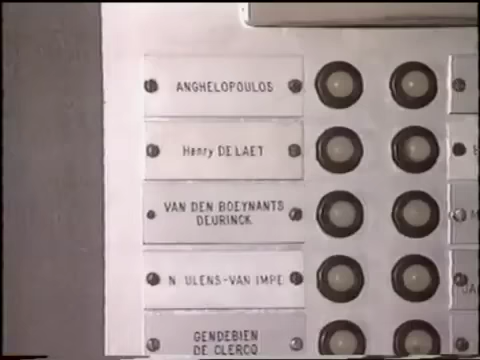 ANGHELOPOULOS
Henry DE LAET
VAN DEN BOEYNANTS
DEURINCK
N ULENS-VAN IMPE
GENDEBIEN
DE CLERCQ